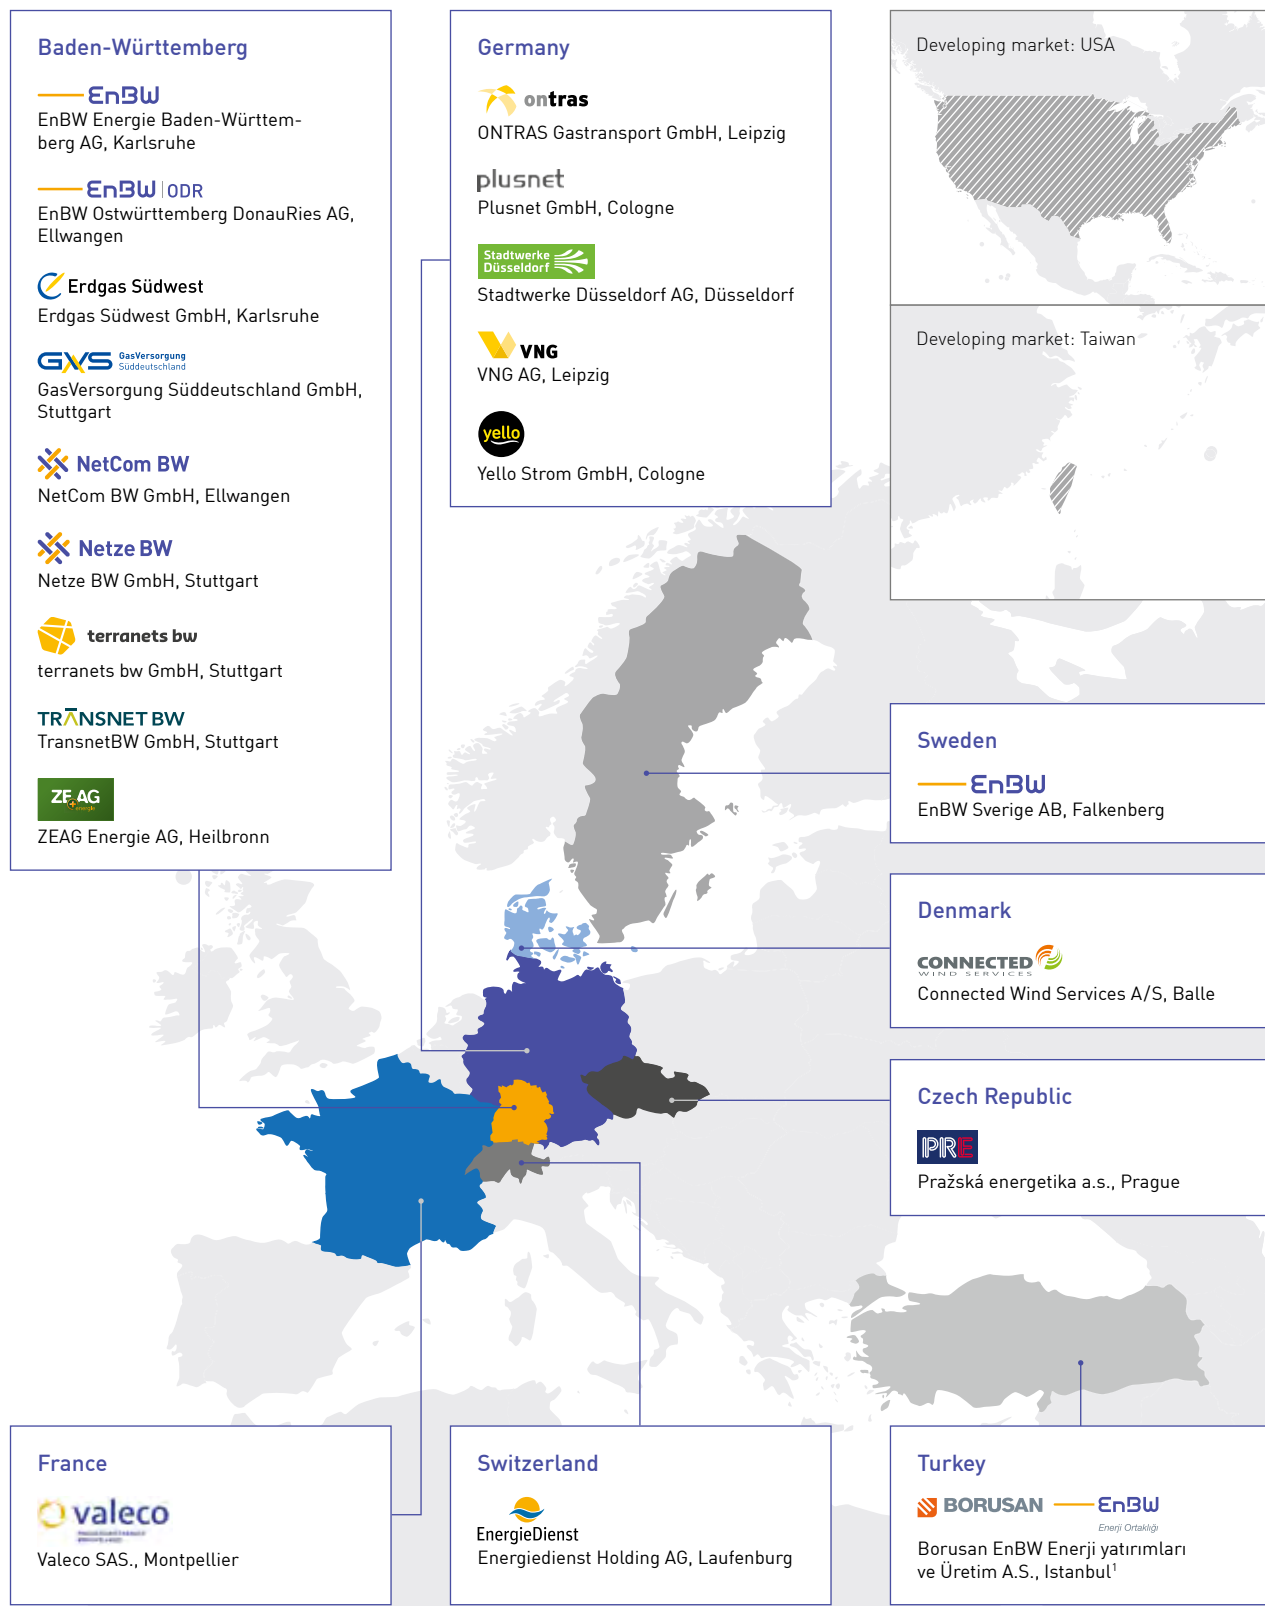 Baden-Württemberg
EnBW
EnBW Energie Baden-Württem-
berg AG, Karlsruhe
EnBW | ODR
EnBW Ostwürttemberg DonauRies AG,
Ellwangen
Erdgas Südwest
Erdgas Südwest GmbH, Karlsruhe
GVS GasVersorgung
Süddeutschland
GasVersorgung Süddeutschland GmbH,
Stuttgart
NetCom BW
NetCom BW GmbH, Ellwangen
Netze BW
Netze BW GmbH, Stuttgart
terranets bw
terranets bw GmbH, Stuttgart
TRANSNET BW
TransnetBW GmbH, Stuttgart
ZEAG
energie
ZEAG Energie AG, Heilbronn
Germany
ontras
ONTRAS Gastransport GmbH, Leipzig
plusnet
Plusnet GmbH, Cologne
Stadtwerke
Düsseldorf
Stadtwerke Düsseldorf AG, Düsseldorf
VNG
VNG AG, Leipzig
yello
Yello Strom GmbH, Cologne
Developing market: USA
Developing market: Taiwan
Sweden
EnBW
EnBW Sverige AB, Falkenberg
Denmark
CONNECTED
WIND SERVICES
Connected Wind Services A/S, Balle
Czech Republic
PRE
Pražská energetika a.s., Prague
France
valeco
Valeco SAS., Montpellier
Switzerland
EnergieDienst
Energiedienst Holding AG, Laufenburg
Turkey
BORUSAN EnBW
Enerji Ortaklığı
Borusan EnBW Enerji yatırımları
ve Üretim A.S., Istanbul¹